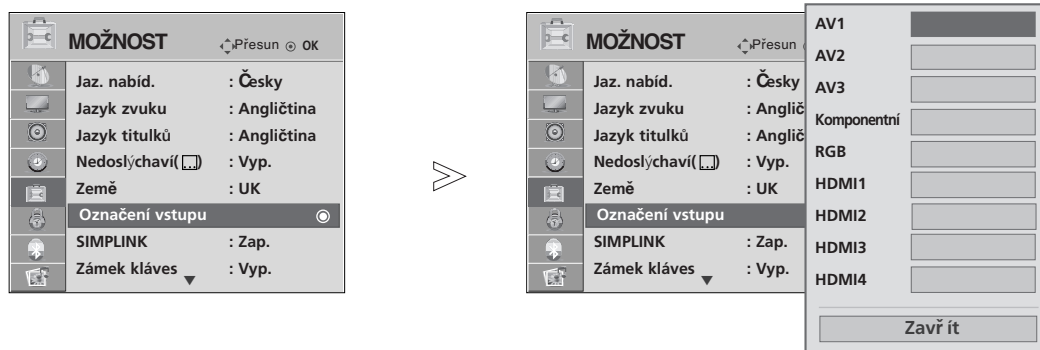 MOŽNOST Přesun OK
Jaz. nabíd. : Česky
Jazyk zvuku : Angličtina
Jazyk titulků : Angličtina
Nedoslýchaví( ) : Vyp.
Země : UK
Označení vstupu
SIMPLINK : Zap.
Zámek kláves : Vyp.
MOŽNOST Přesun
Jaz. nabíd. : Česky
Jazyk zvuku : Anglič
Jazyk titulků : Anglič
Nedoslýchaví( ) : Vyp.
Země : UK
Označení vstupu
SIMPLINK : Zap.
Zámek kláves : Vyp.
AV1
AV2
AV3
Komponentní
RGB
HDMI1
HDMI2
HDMI3
HDMI4
Zavř ít